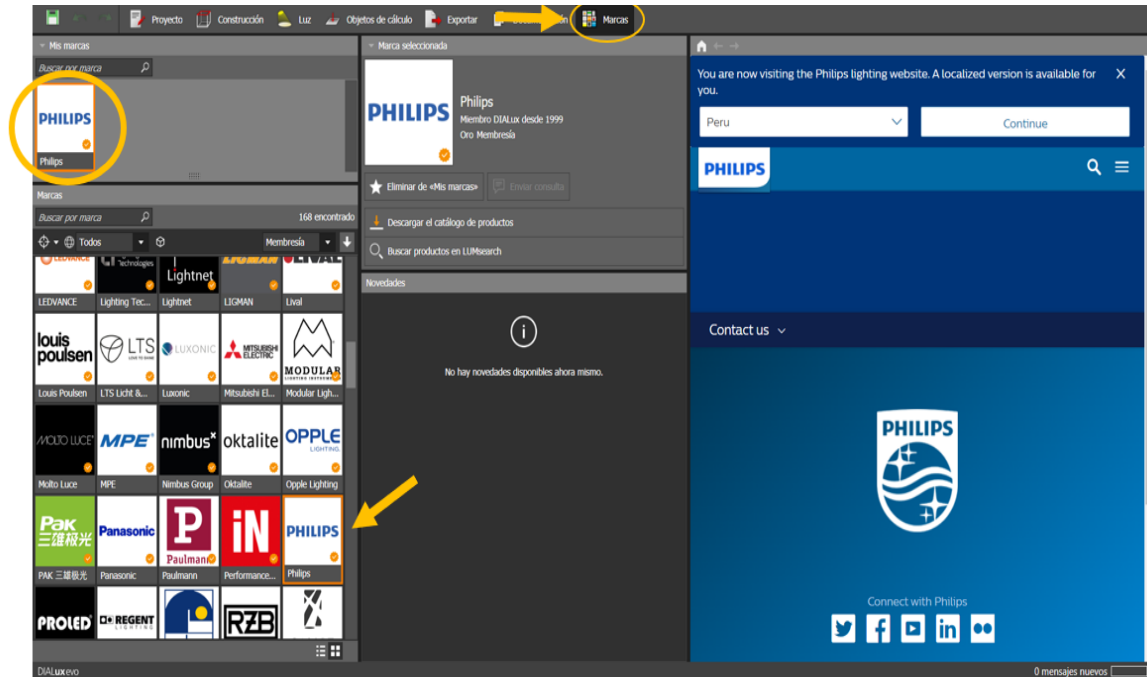 Proyecto Construcción Luz Objetos de cálculo Exportar Marcas
Mis marcas
Buscar por marca
PHILIPS
Philips
Marcas
Buscar por marca 168 encontrado
Todos Membresía
LEDVANCE Technologies Lightnet LIGMAN LIVAL
LEDVANCE Lighting Tec... Lightnet LIGMAN Lival
louis poulsen LTS LUXONIC MITSUBISHI ELECTRIC MODULAR
Louis Poulsen LTS Licht &... Luxonic Mitsubishi El... Modular Ligh...
MOLTO LUCE MPE nimbus oktalite OPPLE LIGHTING
Molto Luce MPE Nimbus Group Oktalite Opple Lighting
Pak 三雄极光 Panasonic P Paulmann iN PHILIPS
PAK 三雄极光 Panasonic Paulmann Performance... Philips
PROLED REGENT LIGHTING RZB Z
DIALux evo
Marca seleccionada
PHILIPS
Philips
Miembro DIALux desde 1999
Oro Membresía
Eliminar de «Mis marcas» Enviar consulta
Descargar el catálogo de productos
Buscar productos en LUMsearch
Novedades
i
No hay novedades disponibles ahora mismo.
You are now visiting the Philips lighting website. A localized version is available for X
you.
Peru Continue
PHILIPS
Contact us
PHILIPS
Connect with Philips
0 mensajes nuevos